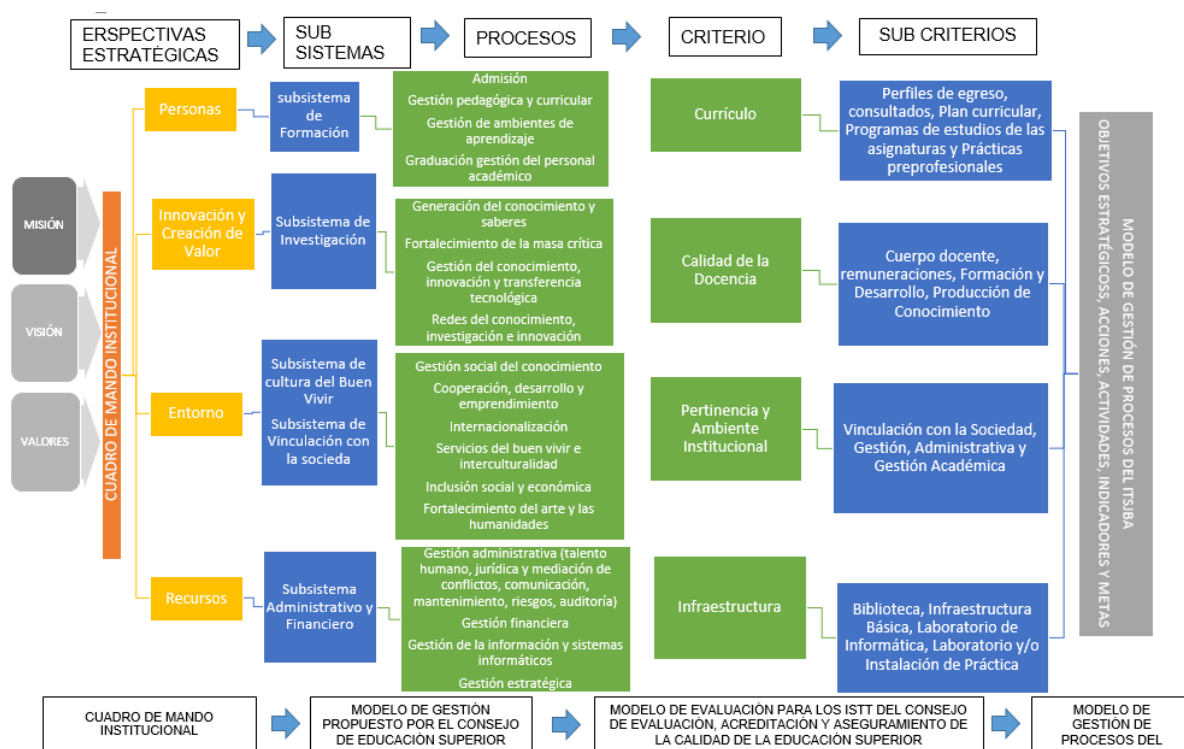 ERSPECTIVAS
ESTRATÉGICAS
SUB
SISTEMAS
PROCESOS
CRITERIO
SUB CRITERIOS
MISIÓN
VISIÓN
VALORES
CUADRO DE MANDO INSTITUCIONAL
Personas
subsistema
de
Formación
Admisión
Gestión pedagógica y curricular
Gestión de ambientes de
aprendizaje
Graduación gestión del personal
académico
Currículo
Perfiles de egreso,
consultados, Plan curricular,
Programas de estudios de las
asignaturas y Prácticas
preprofesionales
Innovación y
Creación de
Valor
Subsistema de
Investigación
Generación del conocimiento y
saberes
Fortalecimiento de la masa crítica
Gestión del conocimiento,
innovación y transferencia
tecnológica
Redes del conocimiento,
investigación e innovación
Calidad de la
Docencia
Cuerpo docente,
remuneraciones, Formación y
Desarrollo, Producción de
Conocimiento
Entorno
Subsistema de
cultura del Buen
Vivir
Subsistema de
Vinculación con
la socieda
Gestión social del conocimiento
Cooperación, desarrollo y
emprendimiento
Internacionalización
Servicios del buen vivir e
interculturalidad
Inclusión social y económica
Fortalecimiento del arte y las
humanidades
Pertinencia y
Ambiente
Institucional
Vinculación con la Sociedad,
Gestión, Administrativa y
Gestión Académica
Recursos
Subsistema
Administrativo y
Financiero
Gestión administrativa (talento
humano, jurídica y mediación de
conflictos, comunicación,
mantenimiento, riesgos, auditoría)
Gestión financiera
Gestión de la información y sistemas
informáticos
Gestión estratégica
Infraestructura
Biblioteca, Infraestructura
Básica, Laboratorio de
Informática, Laboratorio y/o
Instalación de Práctica
MODELO DE GESTIÓN DE PROCESOS DEL ITSJBA
OBJETIVOS ESTRATÉGICOSS, ACCIONES, ACTIVIDADES, INDICADORES Y METAS
CUADRO DE MANDO
INSTITUCIONAL
MODELO DE GESTIÓN
PROPUESTO POR EL CONSEJO
DE EDUCACIÓN SUPERIOR
MODELO DE EVALUACIÓN PARA LOS ISTT DEL CONSEJO
DE EVALUACIÓN, ACREDITACIÓN Y ASEGURAMIENTO DE
LA CALIDAD DE LA EDUCACIÓN SUPERIOR
MODELO DE
GESTIÓN DE
PROCESOS DEL